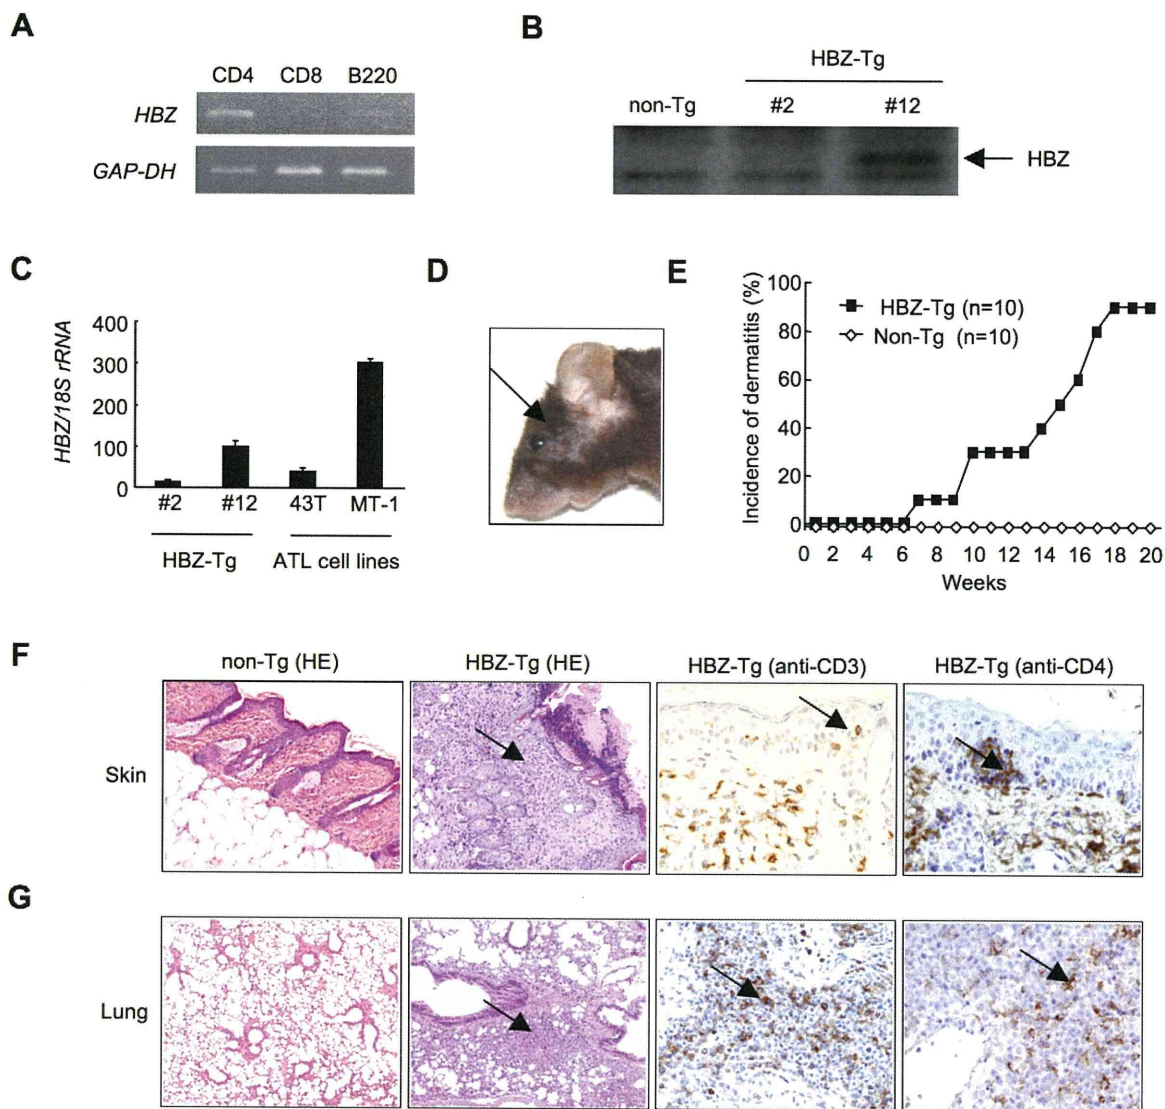 A
CD4 CD8 B220
HBZ
GAP-DH
B
HBZ-Tg
non-Tg #2 #12
HBZ
C
HBZ/18S rRNA
400
300
200
100
0
#2 #12 43T MT-1
HBZ-Tg ATL cell lines
D
E
Incidence of dermatitis (%)
100
80
60
40
20
0
HBZ-Tg (n=10)
Non-Tg (n=10)
0 2 4 6 8 10 12 14 16 18 20
Weeks
F
non-Tg (HE) HBZ-Tg (HE) HBZ-Tg (anti-CD3) HBZ-Tg (anti-CD4)
Skin
G
Lung